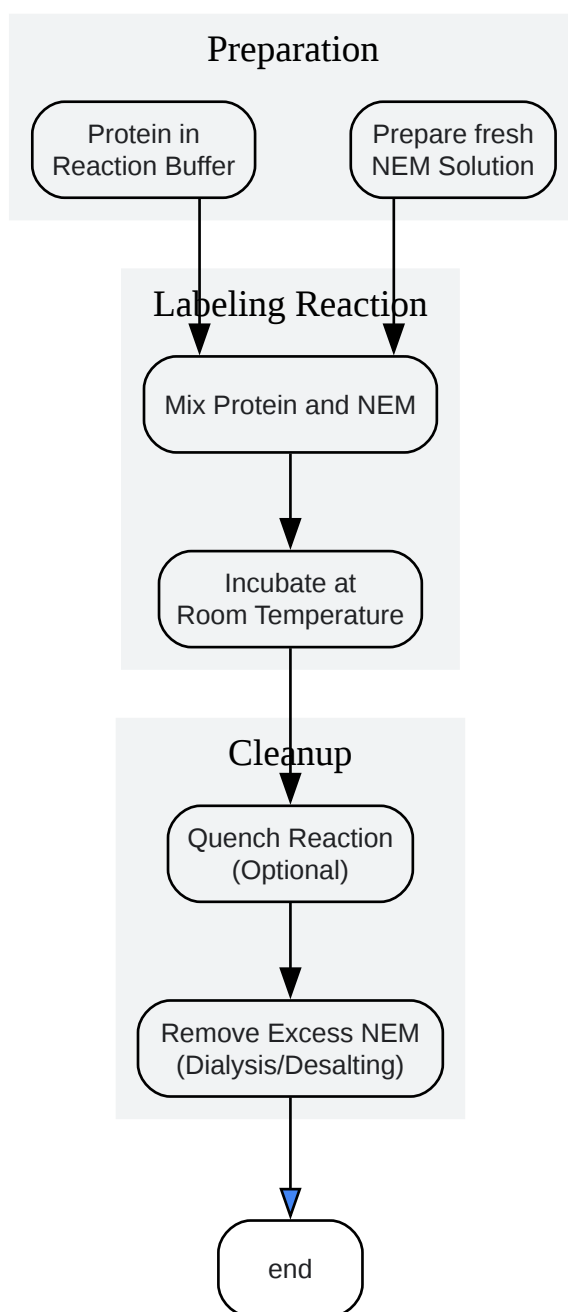 Preparation
Protein in
Reaction Buffer
Prepare fresh
NEM Solution
Labeling Reaction
Mix Protein and NEM
Incubate at
Room Temperature
Cleanup
Quench Reaction
(Optional)
Remove Excess NEM
(Dialysis/Desalting)
end